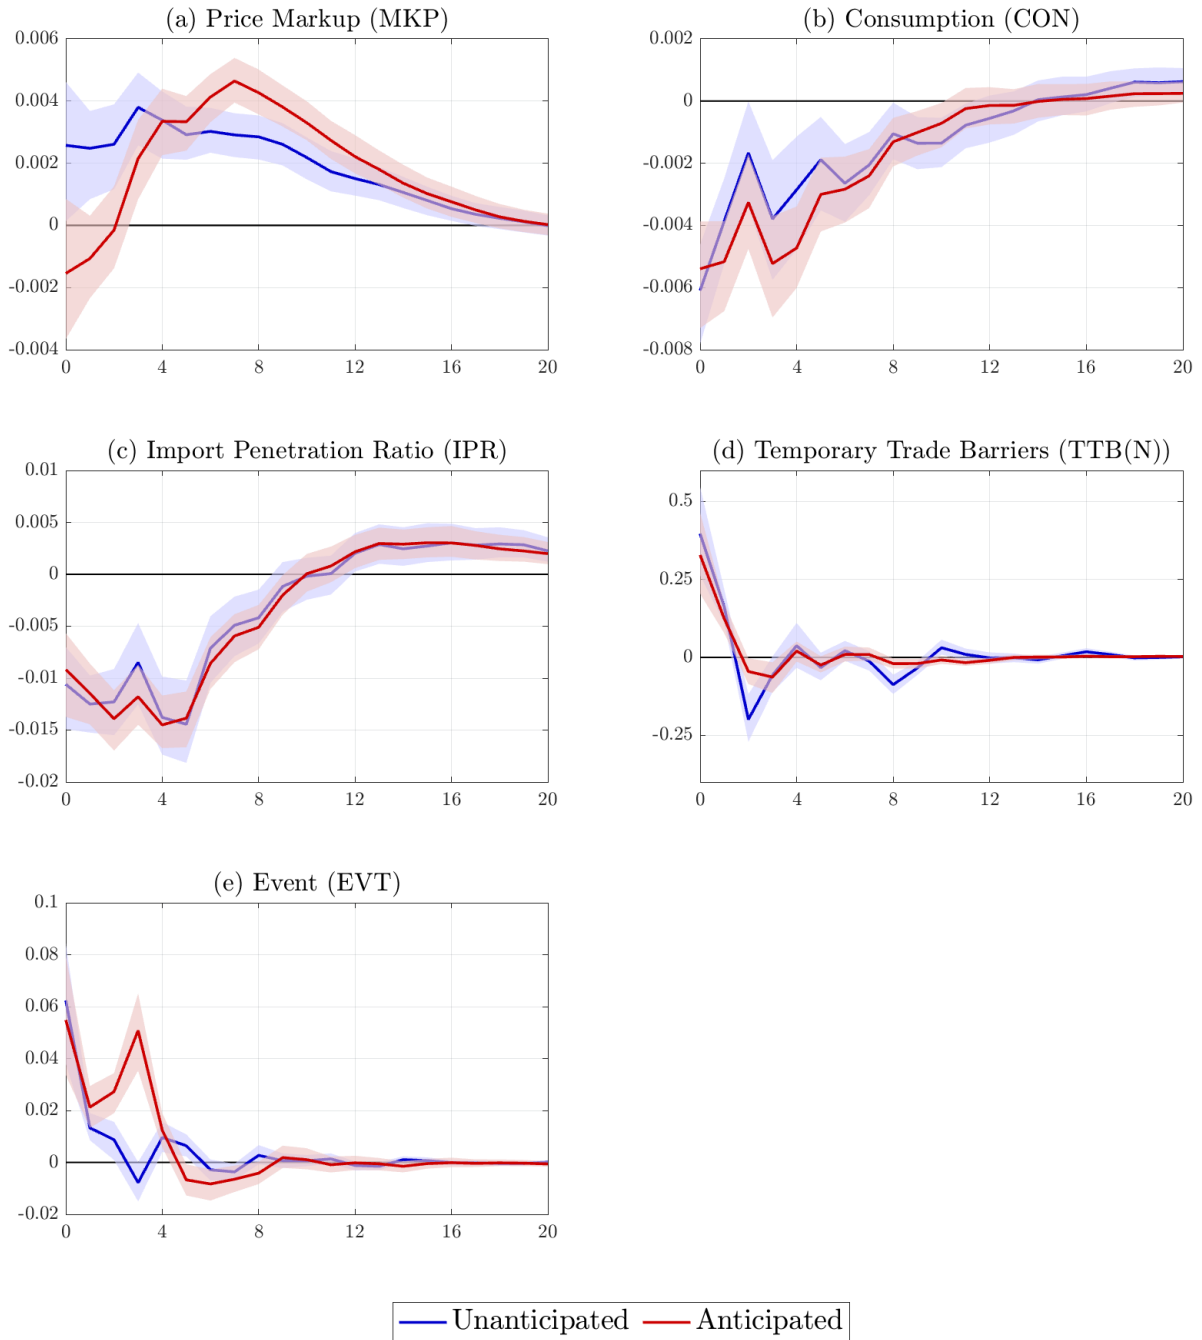 (a) Price Markup (MKP)
0.006
0.004
0.002
0
-0.002
-0.004
0 4 8 12 16 20
(b) Consumption (CON)
0.002
0
-0.002
-0.004
-0.006
-0.008
0 4 8 12 16 20
(c) Import Penetration Ratio (IPR)
0.01
0.005
0
-0.005
-0.01
-0.015
-0.02
0 4 8 12 16 20
(d) Temporary Trade Barriers (TTB(N))
0.5
0.25
0
-0.25
0 4 8 12 16 20
(e) Event (EVT)
0.1
0.08
0.06
0.04
0.02
0
-0.02
0 4 8 12 16 20
Unanticipated Anticipated